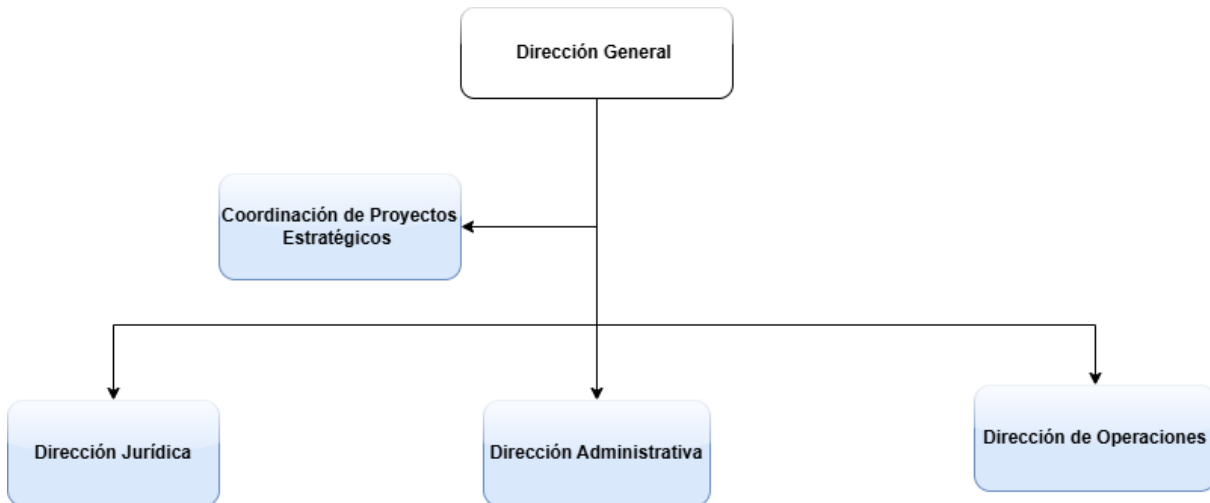 Dirección General
Coordinación de Proyectos
Estratégicos
Dirección Jurídica
Dirección Administrativa
Dirección de Operaciones